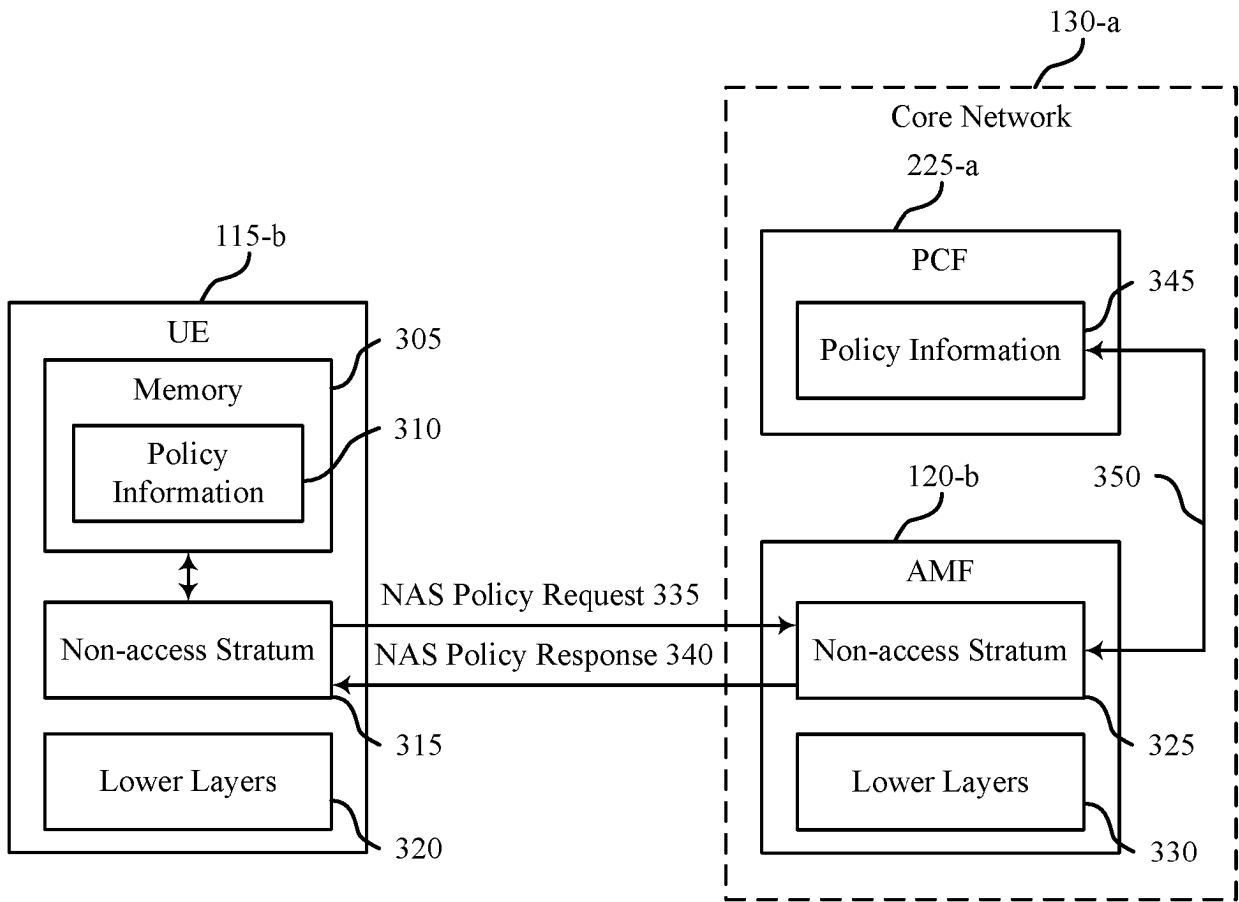 130-a
Core Network
225-a
PCF
345
Policy Information
115-b
UE
305
Memory
310
Policy
Information
350
120-b
AMF
NAS Policy Request 335
Non-access Stratum
NAS Policy Response 340
Non-access Stratum
315
325
Lower Layers
Lower Layers
320
330